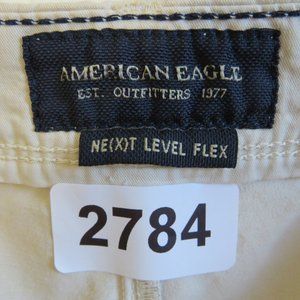 AMERICAN EAGLE
EST. OUTFITTERS 1977
NE(X)T LEVEL FLEX
2784